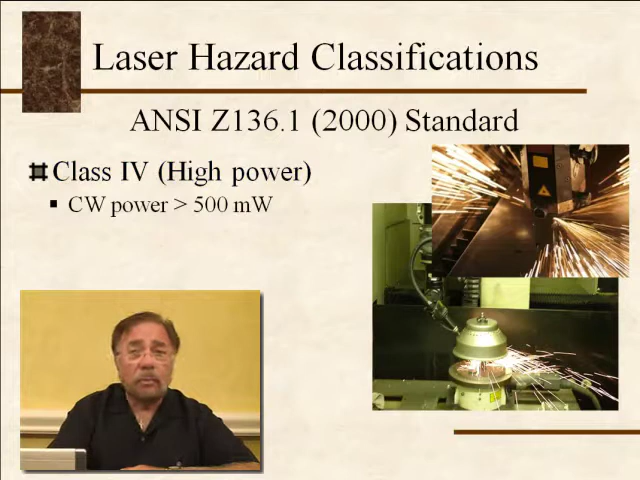 Laser Hazard Classifications
ANSI Z136.1 (2000) Standard
Class IV (High power)
CW power > 500 mW